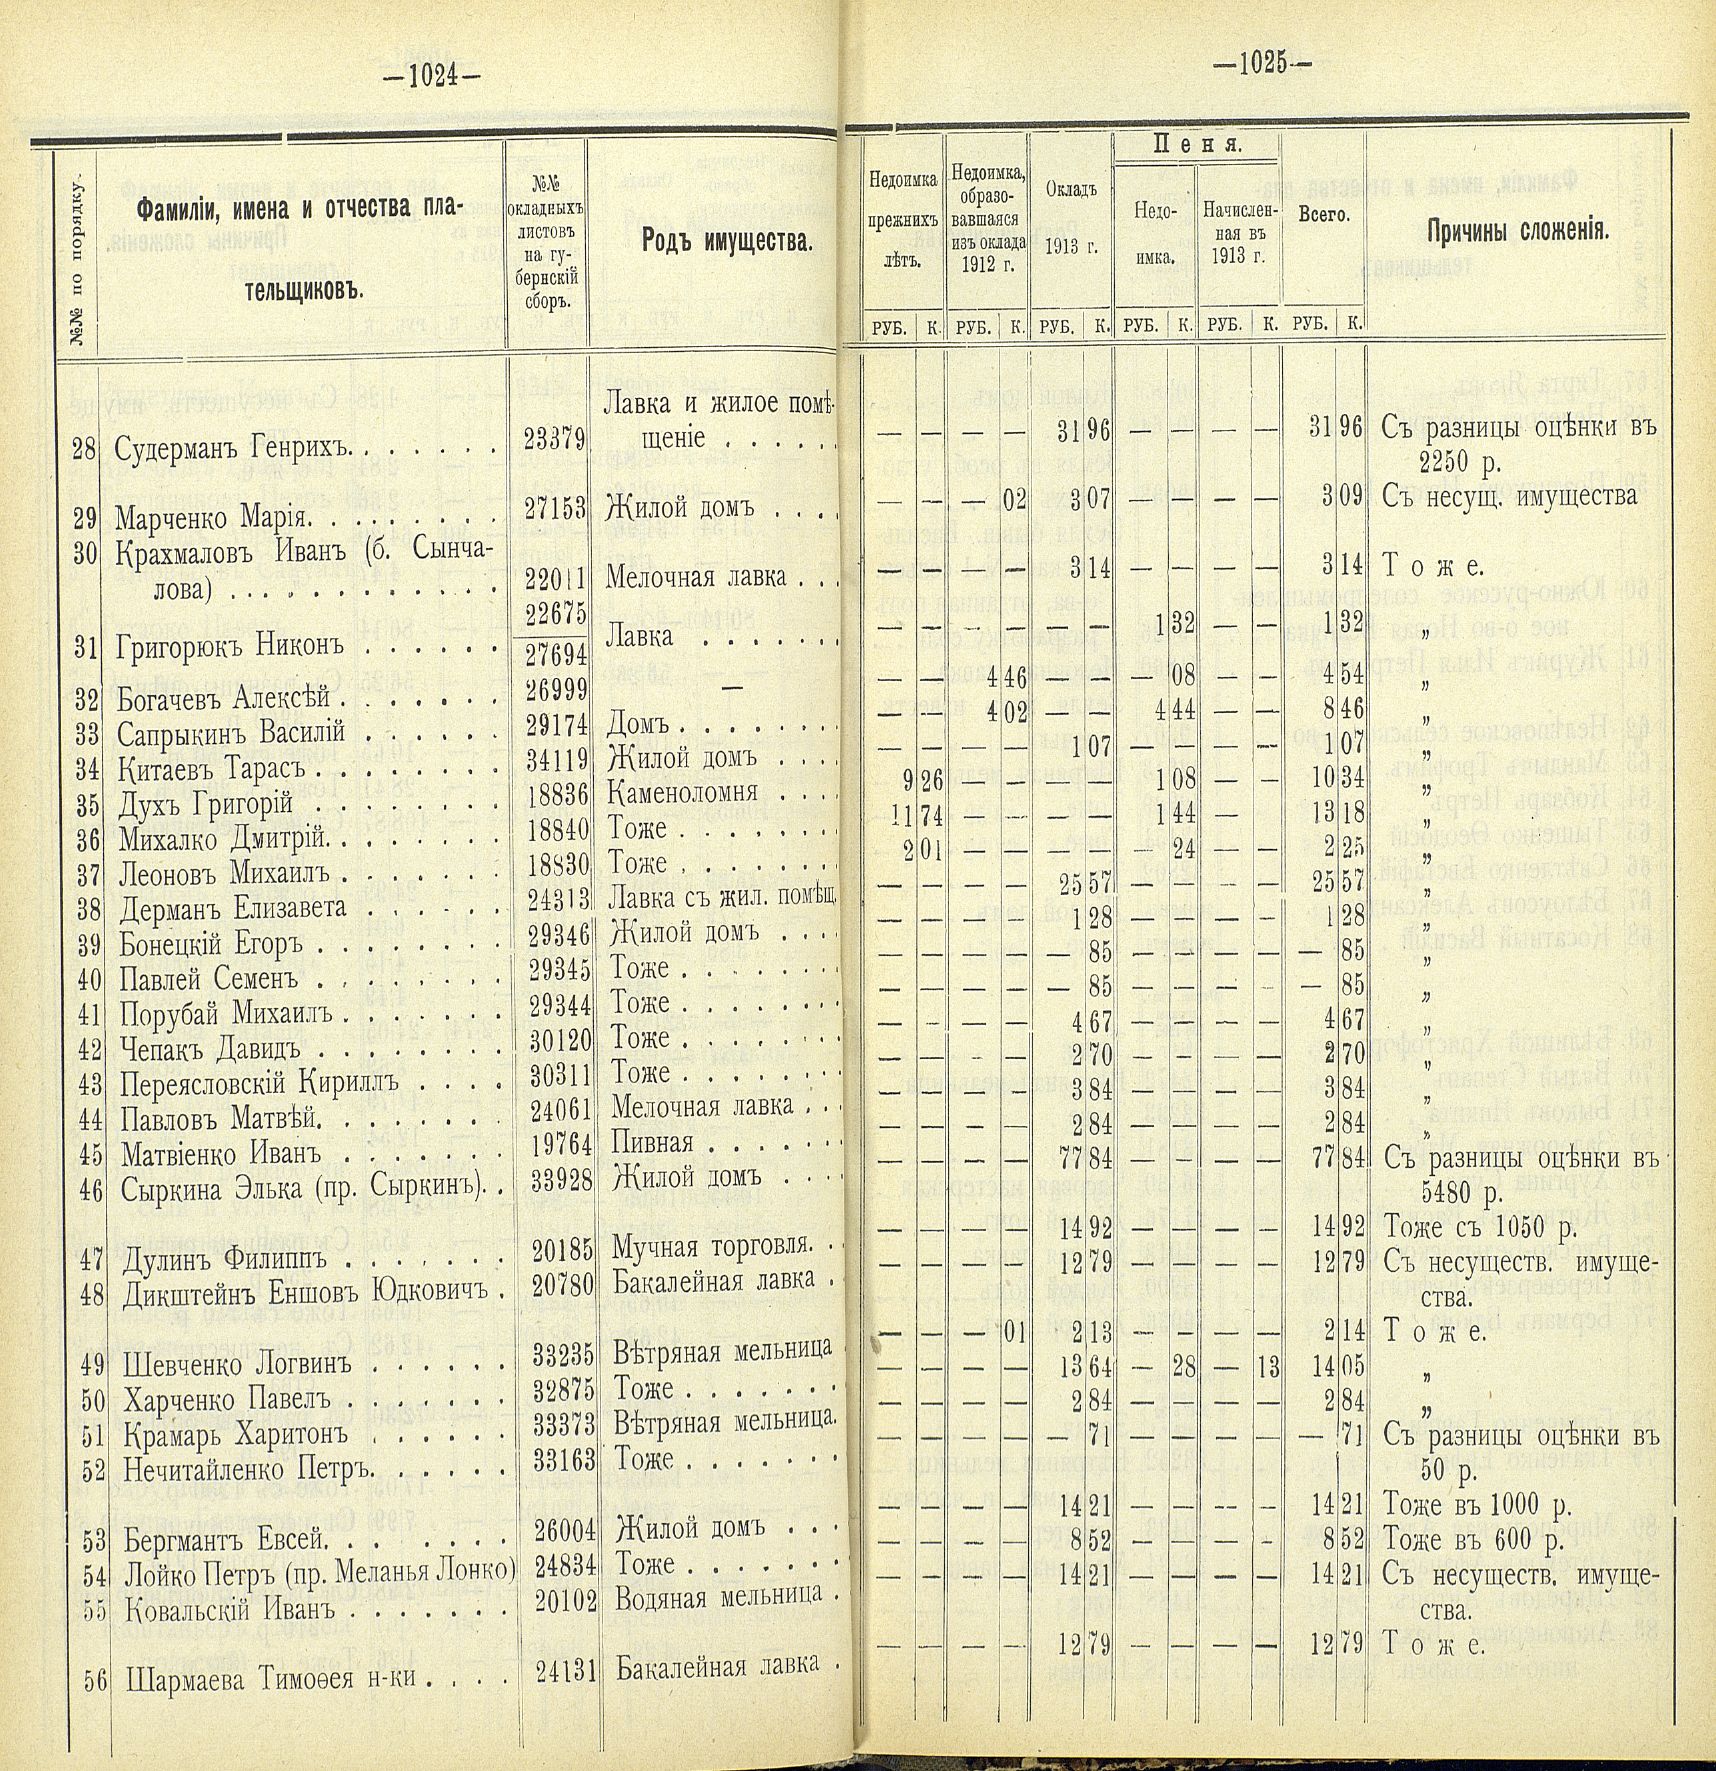 —1024—
№№ по порядку.
Фамиліи, имена и отчества пла-
тельщиковъ.
№№
окладныхъ
листовъ
на гу-
бернскій
сборъ.
Родъ имущества.
28 Судерманъ Генрихъ. 23379 Лавка и жилое помѣ-
щеніе
29 Марченко Марія. 27153 Жилой домъ
30 Крахмаловъ Иванъ (б. Сынча-
лова) 22011 Мелочная лавка
31 Григорюкъ Никонъ 22675
27694 Лавка
32 Богачевъ Алексѣй 26999 —
33 Сапрыкинъ Василій 29174 Домъ
34 Китаевъ Тарасъ 34119 Жилой домъ
35 Духъ Григорій 18836 Каменоломня
36 Михалко Дмитрій. 18840 Тоже
37 Леоновъ Михаилъ 18830 Тоже
38 Дерманъ Елизавета 24313 Лавка съ жил. помѣщ.
39 Бонецкій Егоръ 29346 Жилой домъ
40 Павлей Семенъ 29345 Тоже
41 Порубай Михаилъ 29344 Тоже
42 Чепакъ Давидъ 30120 Тоже
43 Переясловскій Кириллъ 30311 Тоже
44 Павловъ Матвѣй. 24061 Мелочная лавка
45 Матвіенко Иванъ 19764 Пивная
46 Сыркина Элька (пр. Сыркинъ). 33928 Жилой домъ
47 Дулинъ Филиппъ 20185 Мучная торговля.
48 Дикштейнъ Еншовъ Юдковичъ 20780 Бакалейная лавка
49 Шевченко Логвинъ 33235 Вѣтряная мельница
50 Харченко Павелъ 32875 Тоже
51 Крамарь Харитонъ 33373 Вѣтряная мельница.
52 Нечитайленко Петръ. 33163 Тоже
53 Бергмантъ Евсей. 26004 Жилой домъ
54 Лойко Петръ (пр. Меланья Лонко) 24834 Тоже
55 Ковальскій Иванъ 20102 Водяная мельница
56 Шармаева Тимоѳея н-ки 24131 Бакалейная лавка
—1025—
Недоимка
прежнихъ
лѣтъ.
Недоимка,
образо-
вавшаяся
изъ оклада
1912 г.
Окладъ
1913 г.
Пеня.
Недо-
имка.
Начислен-
ная въ
1913 г.
Всего.
Причины сложенія.
РУБ. К. РУБ. К. РУБ. К. РУБ. К. РУБ. К. РУБ. К.
— — — — 31 96 — — — — 31 96 Съ разницы оцѣнки въ
2250 р.
— — — 02 3 07 — — — — 3 09 Съ несущ. имущества
— — — — 3 14 — — — — 3 14 Тоже.
— — — — — — 1 32 — — 1 32 „
— — 4 46 — — — 08 — — 4 54 „
— — 4 02 — — 4 44 — — 8 46 „
— — — — 1 07 — — — — 1 07 „
9 26 — — — — 1 08 — — 10 34 „
11 74 — — — — 1 44 — 13 18 „
2 01 — — — — — 24 — — 2 25 „
— — — — 25 57 — — — — 25 57 „
— — — — 1 28 — — — — 1 28 „
— — — — — 85 — — — — — 85 „
— — — — — 85 — — — — — 85 „
— — — — 4 67 — — — — 4 67 „
— — — — 2 70 — — — — 2 70 „
— — — — 3 84 — — — — 3 84 „
— — — — 2 84 — — — — 2 84 „
— — — — 77 84 — — — — 77 84 Съ разницы оцѣнки въ
5480 р.
— — — — 14 92 — — — — 14 92 Тоже съ 1050 р.
— — — — 12 79 — — — — 12 79 Съ несуществ. имуще-
ства.
— — — 01 2 13 — — — — 2 14 Тоже.
— — — — 13 64 — 28 — 13 14 05 „
— — — — 2 84 — — — — 2 84 „
— — — — — 71 — — — — — 71 Съ разницы оцѣнки въ
50 р.
— — — — 14 21 — — — — 14 21 Тоже въ 1000 р.
— — — — 8 52 — — — — 8 52 Тоже въ 600 р.
— — — — 14 21 — — — — 14 21 Съ несуществ. имуще-
ства.
— — — — 12 79 — — — — 12 79 Тоже.